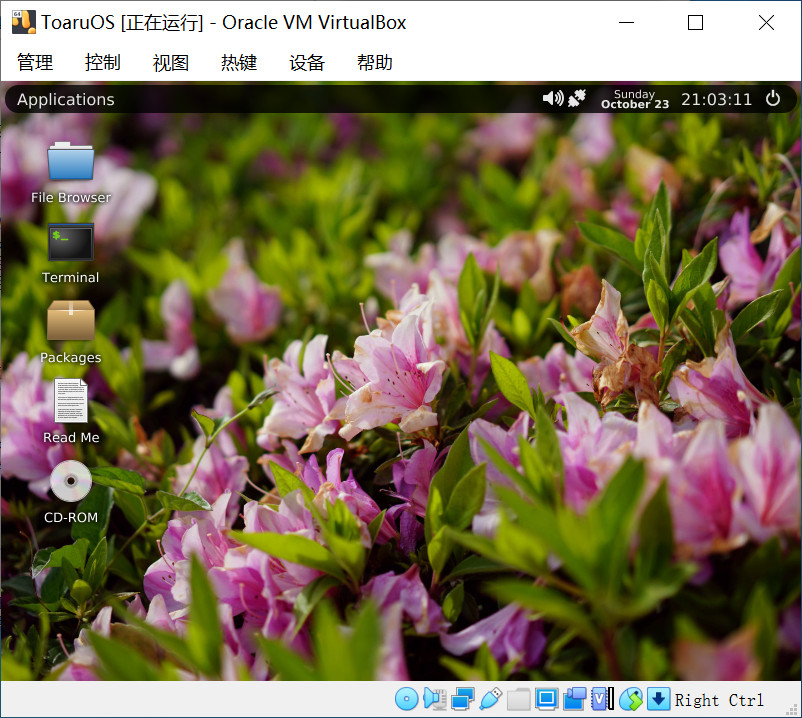 ToaruOS [正在运行] - Oracle VM VirtualBox
管理 控制 视图 热键 设备 帮助
Applications Sunday October 23 21:03:11
File Browser
Terminal
Packages
Read Me
CD-ROM
Right Ctrl